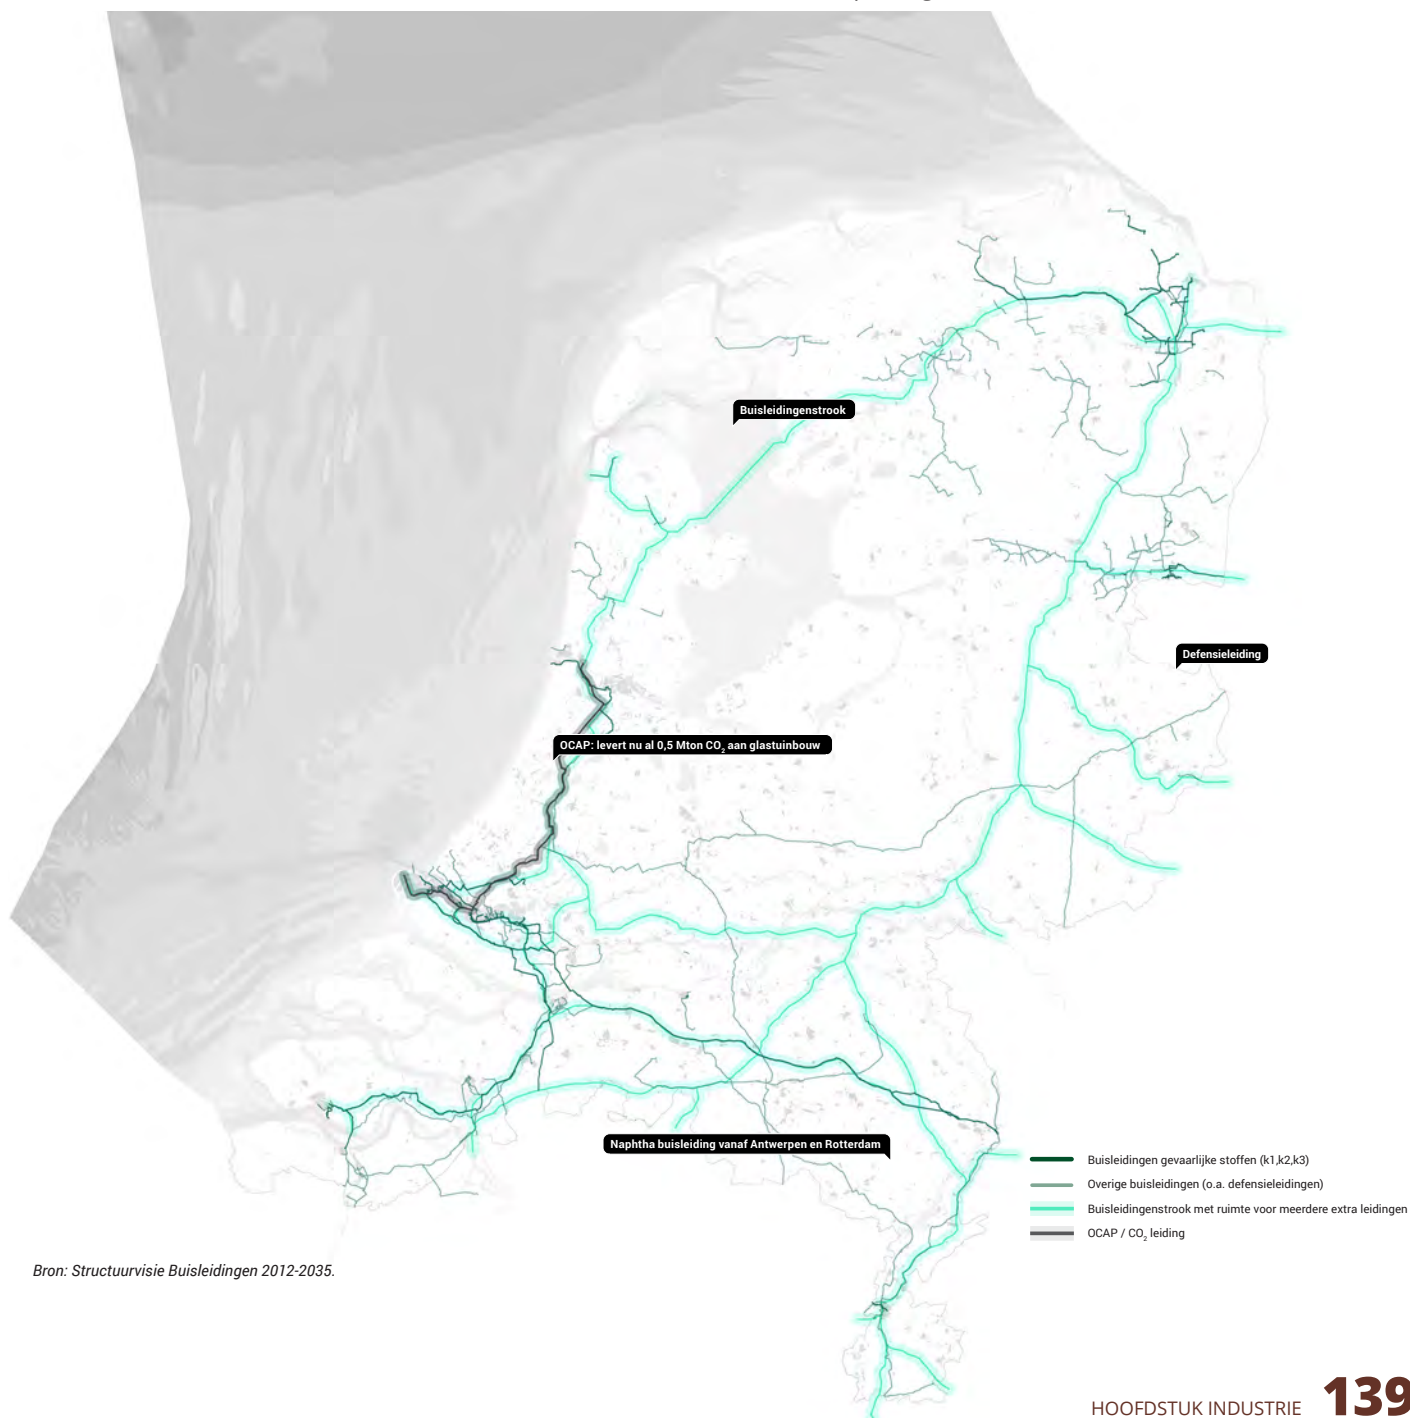 Buisleidingenstrook
Defensieleiding
OCAP: levert nu al 0,5 Mton CO₂ aan glastuinbouw
Naphtha buisleiding vanaf Antwerpen en Rotterdam
Buisleidingen gevaarlijke stoffen (k1,k2,k3)
Overige buisleidingen (o.a. defensieleidingen)
Buisleidingenstrook met ruimte voor meerdere extra leidingen
OCAP / CO₂ leiding
Bron: Structuurvisie Buisleidingen 2012-2035.
HOOFDSTUK INDUSTRIE 139